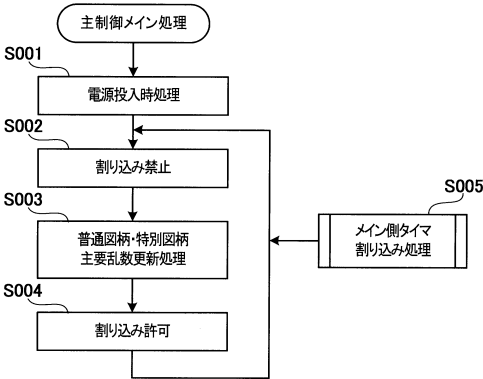 主制御メイン処理
S001
電源投入時処理
S002
割り込み禁止
S003
普通図柄・特別図柄
主要乱数更新処理
S004
割り込み許可
S005
メイン側タイマ
割り込み処理